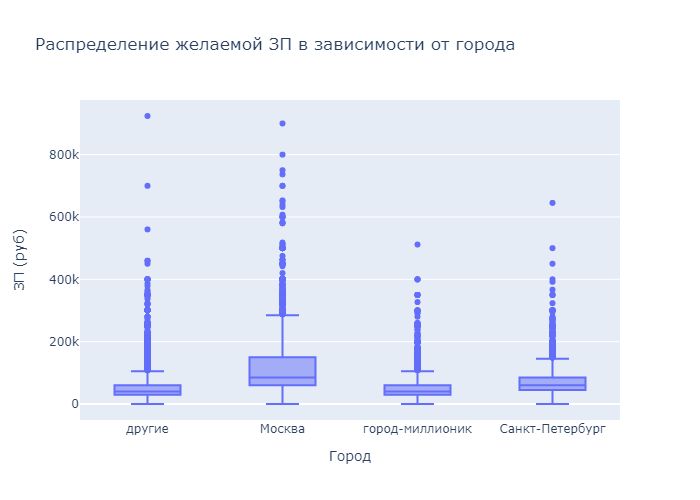 Распределение желаемой ЗП в зависимости от города
800k
600k
400k
200k
0
ЗП (руб)
другие Москва город-миллионик Санкт-Петербург
Город